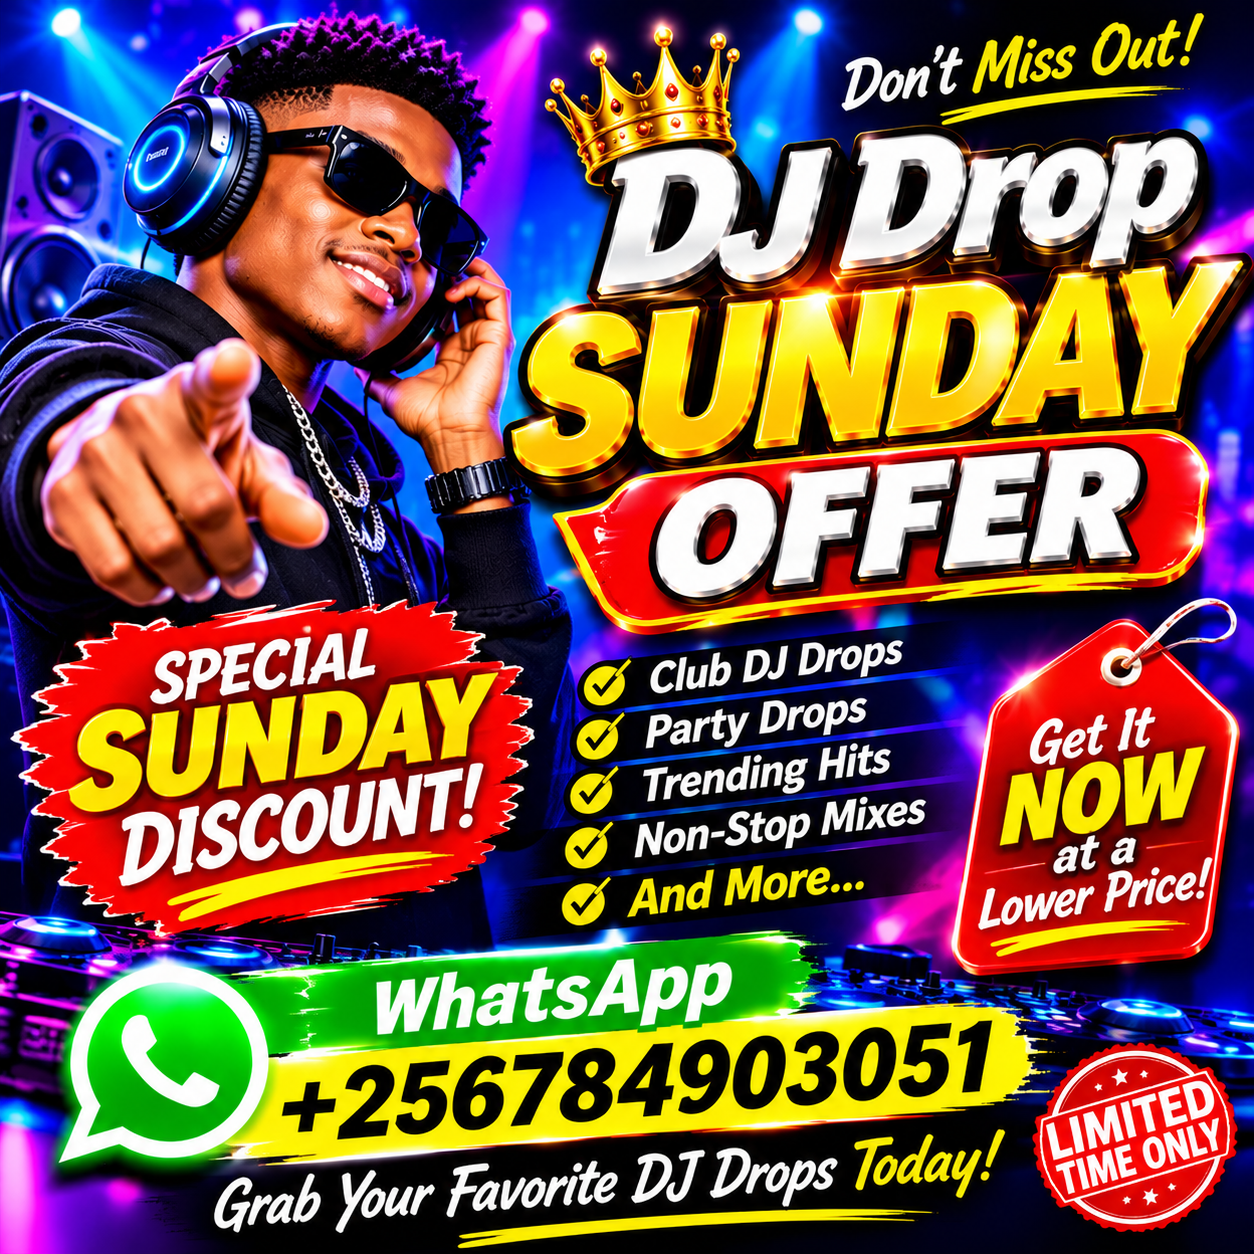 Don't Miss Out!
DJ Drop
SUNDAY
OFFER
SPECIAL
SUNDAY
DISCOUNT!
Club DJ Drops
Party Drops
Trending Hits
Non-Stop Mixes
And More...
Get It
NOW
at a
Lower Price!
WhatsApp
+256784903051
Grab Your Favorite DJ Drops Today!
LIMITED
TIME ONLY